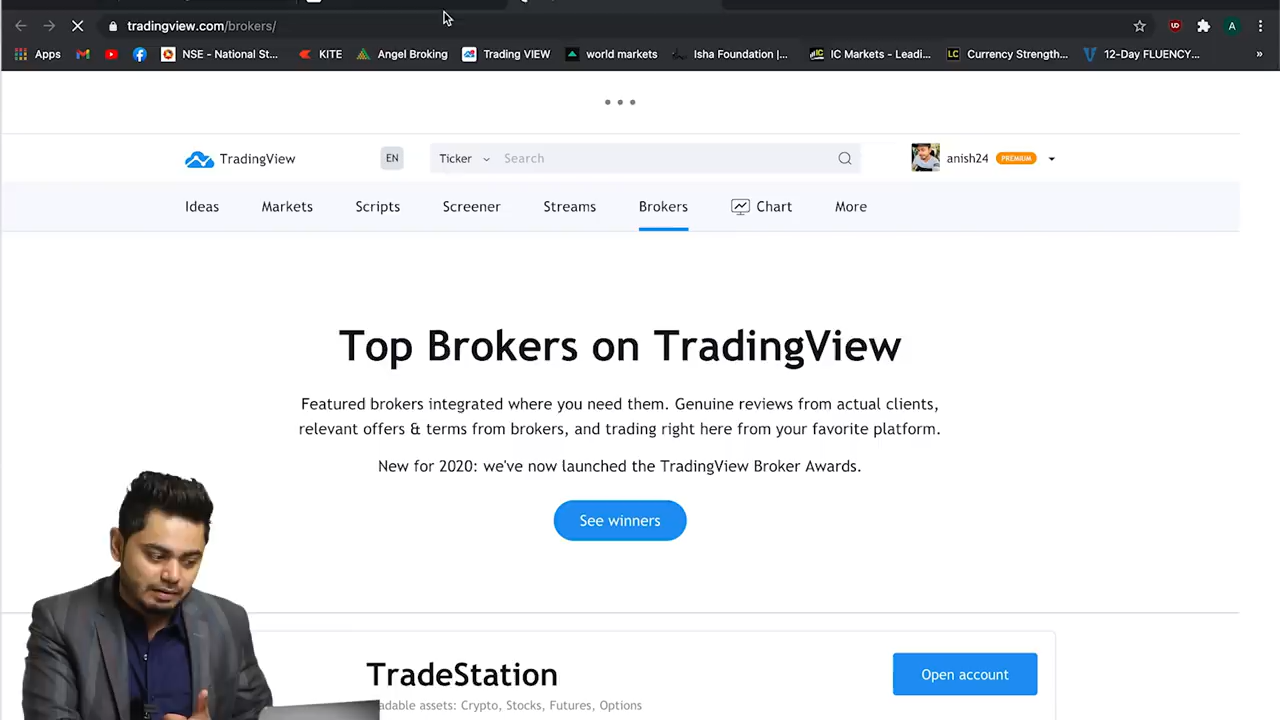 tradingview.com/brokers/
Apps NSE - National St... KITE Angel Broking Trading VIEW world markets Isha Foundation |... IC Markets - Leadi... Currency Strength... 12-Day FLUENCY... »
TradingView EN Ticker Search anish24 PREMIUM
Ideas Markets Scripts Screener Streams Brokers Chart More
Top Brokers on TradingView
Featured brokers integrated where you need them. Genuine reviews from actual clients,
relevant offers & terms from brokers, and trading right here from your favorite platform.
New for 2020: we've now launched the TradingView Broker Awards.
See winners
TradeStation
Open account
adable assets: Crypto, Stocks, Futures, Options